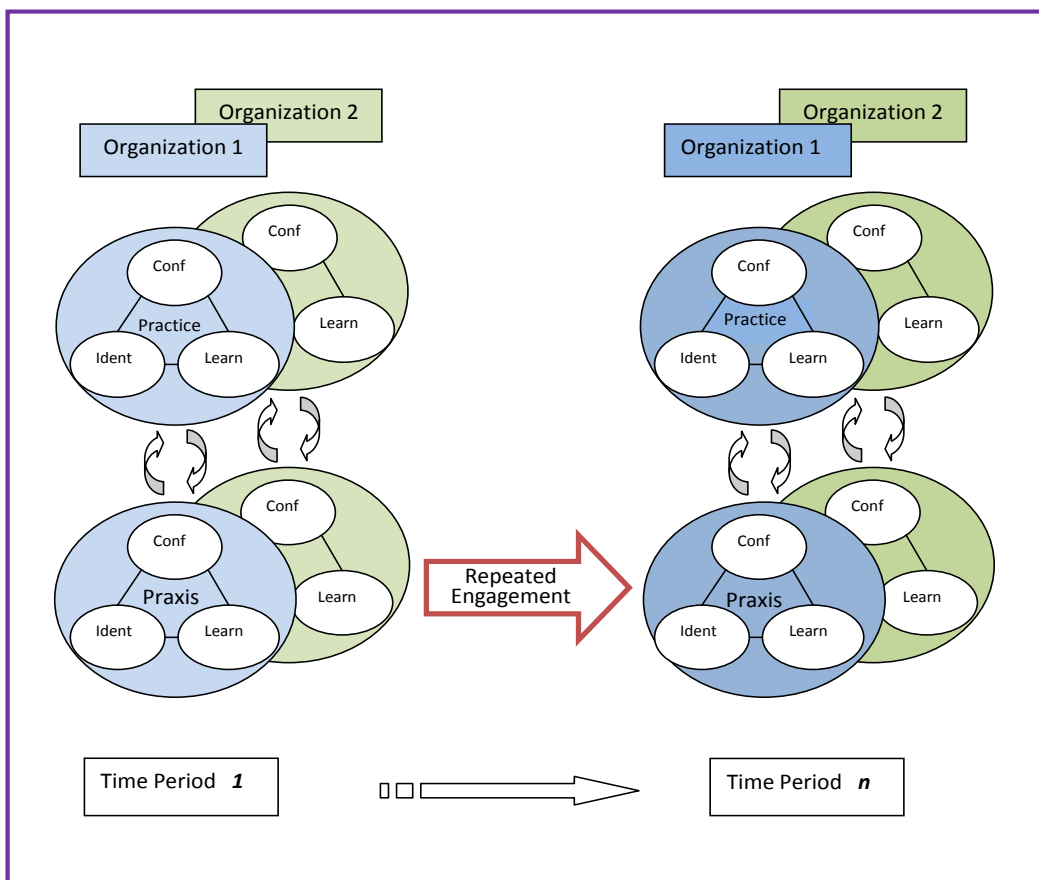 Organization 2
Organization 1
Conf
Conf
Practice
Learn
Ident
Learn
Conf
Conf
Praxis
Learn
Ident
Learn
Repeated
Engagement
Organization 2
Organization 1
Conf
Conf
Practice
Learn
Ident
Learn
Conf
Conf
Praxis
Learn
Ident
Learn
Time Period 1
Time Period n